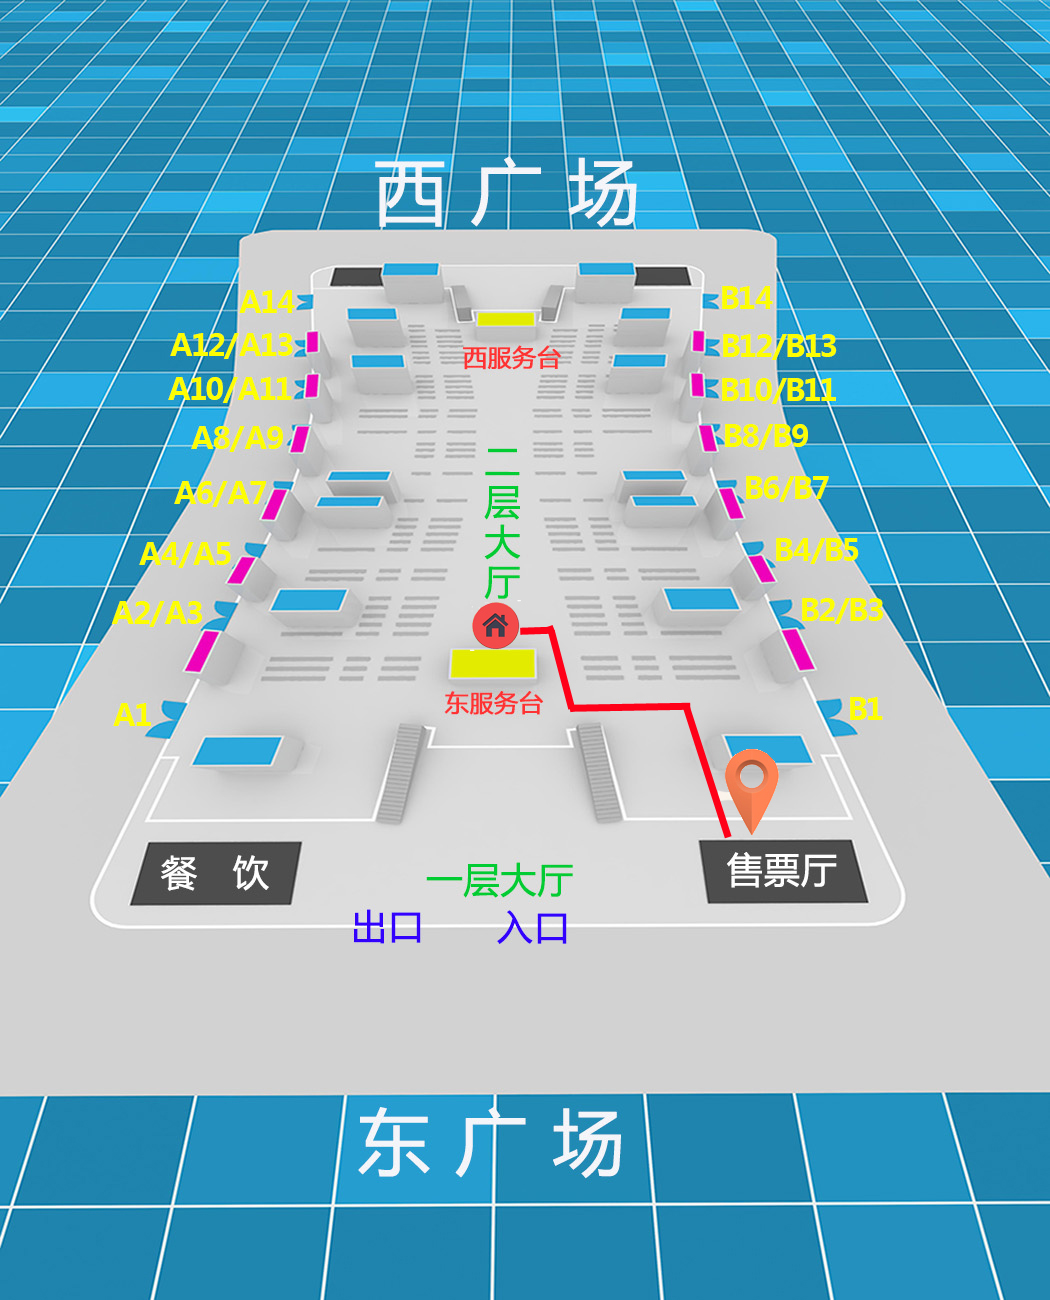 西广场
A14
B14
A12/A13
B12/B13
西服务台
A10/A11
B10/B11
A8/A9
B8/B9
二层大厅
A6/A7
B6/B7
A4/A5
B4/B5
A2/A3
B2/B3
东服务台
A1
B1
餐 饮
售票厅
一层大厅
出口
入口
东广场